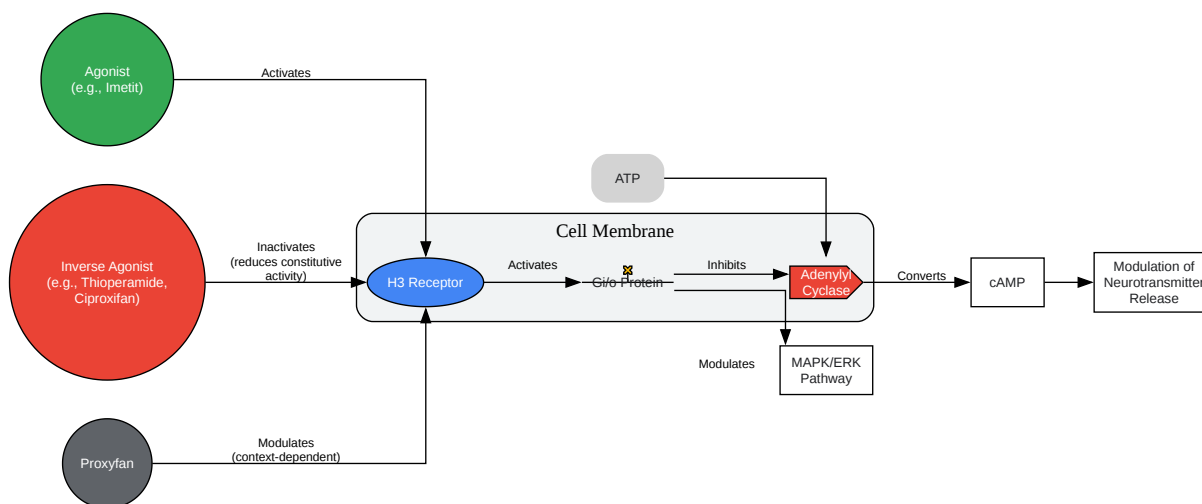 Agonist
(e.g., Imetit)
Activates
ATP
Cell Membrane
Inverse Agonist
(e.g., Thioperamide,
Ciproxifan)
Inactivates
(reduces constitutive
activity)
H3 Receptor
Activates
Gi/o Protein
Inhibits
Adenylyl
Cyclase
Converts
cAMP
Modulation of
Neurotransmitter
Release
Modulates
MAPK/ERK
Pathway
Proxyfan
Modulates
(context-dependent)